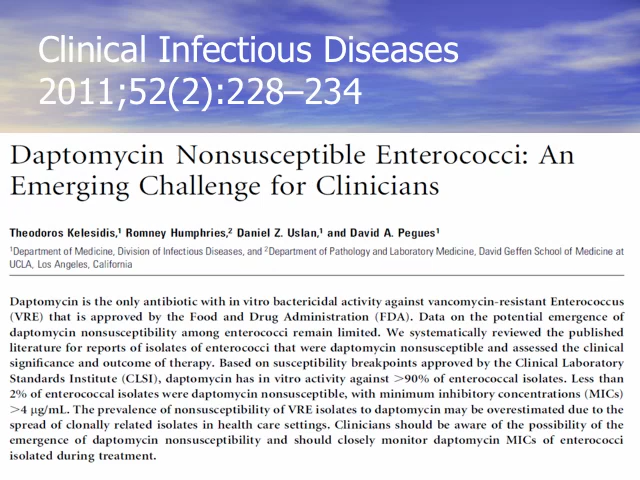 Clinical Infectious Diseases
2011;52(2):228–234
Daptomycin Nonsusceptible Enterococci: An
Emerging Challenge for Clinicians
Theodoros Kelesidis,¹ Romney Humphries,² Daniel Z. Uslan,¹ and David A. Pegues¹
¹Department of Medicine, Division of Infectious Diseases, and ²Department of Pathology and Laboratory Medicine, David Geffen School of Medicine at
UCLA, Los Angeles, California
Daptomycin is the only antibiotic with in vitro bactericidal activity against vancomycin-resistant Enterococcus
(VRE) that is approved by the Food and Drug Administration (FDA). Data on the potential emergence of
daptomycin nonsusceptibility among enterococci remain limited. We systematically reviewed the published
literature for reports of isolates of enterococci that were daptomycin nonsusceptible and assessed the clinical
significance and outcome of therapy. Based on susceptibility breakpoints approved by the Clinical Laboratory
Standards Institute (CLSI), daptomycin has in vitro activity against >90% of enterococcal isolates. Less than
2% of enterococcal isolates were daptomycin nonsusceptible, with minimum inhibitory concentrations (MICs)
>4 μg/mL. The prevalence of nonsusceptibility of VRE isolates to daptomycin may be overestimated due to the
spread of clonally related isolates in health care settings. Clinicians should be aware of the possibility of the
emergence of daptomycin nonsusceptibility and should closely monitor daptomycin MICs of enterococci
isolated during treatment.